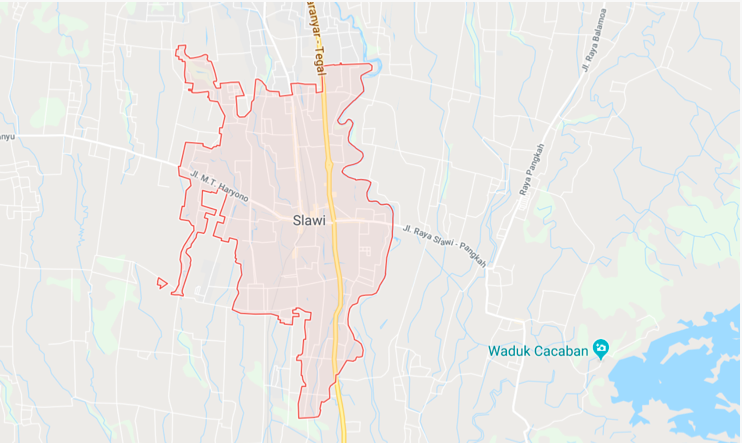 aranyar - Tegal
Jl. Raya Balamoa
anyu
Raya Pangkah
Jl. M.T. Haryono
Slawi
Jl. Raya Slawi - Pangkah
Waduk Cacaban